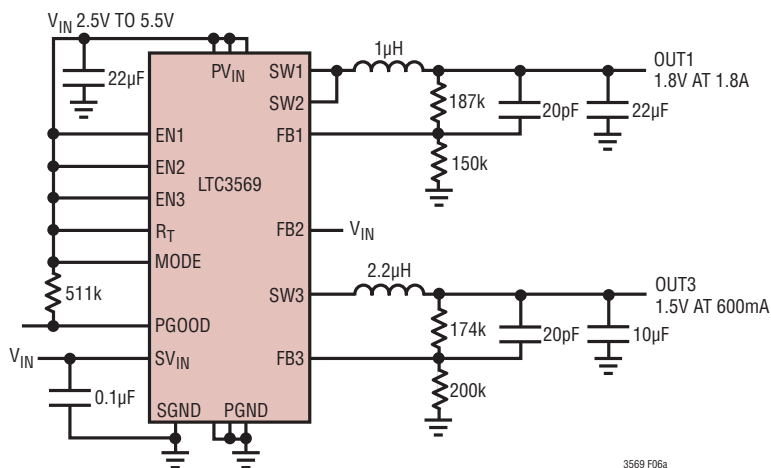 VIN 2.5V TO 5.5V
22µF
PVIN
EN1
EN2
EN3
RT
MODE
511k
PGOOD
VIN
SVIN
0.1µF
SGND
PGND
LTC3569
SW1
SW2
FB1
FB2
VIN
SW3
FB3
1µH
187k
150k
20pF
22µF
OUT1
1.8V AT 1.8A
2.2µH
174k
200k
20pF
10µF
OUT3
1.5V AT 600mA
3569 F06a